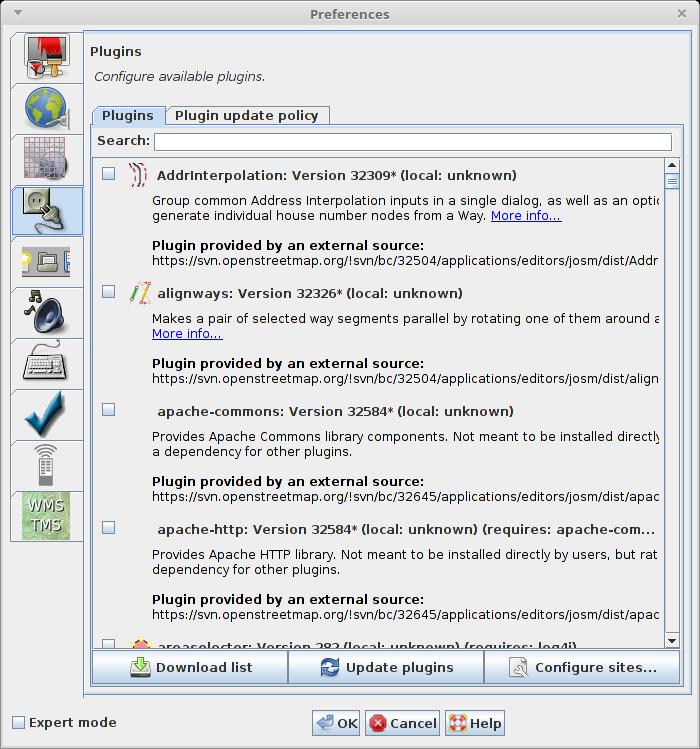 Preferences
Plugins
Configure available plugins.
Plugins
Plugin update policy
Search:
AddrInterpolation: Version 32309* (local: unknown)
Group common Address Interpolation inputs in a single dialog, as well as an optic
generate individual house number nodes from a Way. More info...
Plugin provided by an external source:
https://svn.openstreetmap.org/!svn/bc/32504/applications/editors/josm/dist/Addr
alignways: Version 32326* (local: unknown)
Makes a pair of selected way segments parallel by rotating one of them around a
More info...
Plugin provided by an external source:
https://svn.openstreetmap.org/!svn/bc/32504/applications/editors/josm/dist/align
apache-commons: Version 32584* (local: unknown)
Provides Apache Commons library components. Not meant to be installed directly
a dependency for other plugins.
Plugin provided by an external source:
https://svn.openstreetmap.org/!svn/bc/32645/applications/editors/josm/dist/apac
apache-http: Version 32584* (local: unknown) (requires: apache-com...
Provides Apache HTTP library. Not meant to be installed directly by users, but rat
dependency for other plugins.
Plugin provided by an external source:
https://svn.openstreetmap.org/!svn/bc/32645/applications/editors/josm/dist/apac
areaselector: Version 282 (local: unknown) (requires: log4j)
WMS
TMS
Download list
Update plugins
Configure sites...
Expert mode
OK
Cancel
Help